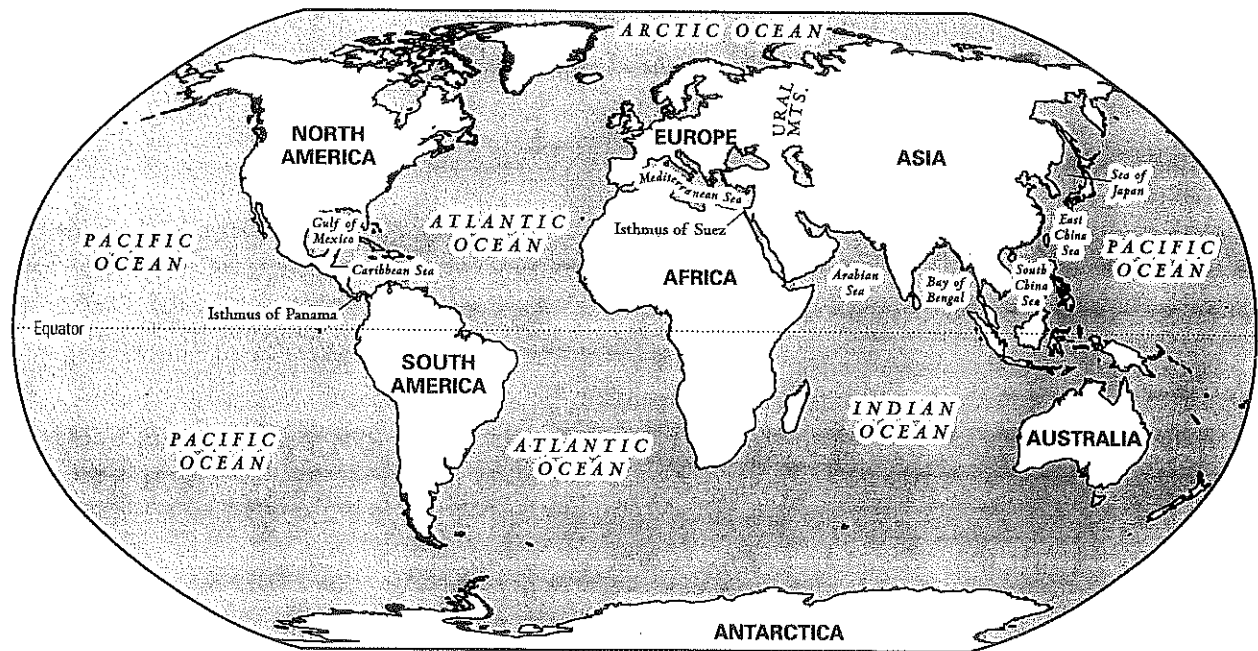 ARCTIC OCEAN
NORTH
AMERICA
EUROPE
URAL
MTS.
ASIA
Sea of
Japan
Mediterranean Sea
Isthmus of Suez
Gulf of
Mexico
ATLANTIC
OCEAN
PACIFIC
OCEAN
Caribbean Sea
AFRICA
Arabian
Sea
Bay of
Bengal
South
China
Sea
East
China
Sea
PACIFIC
OCEAN
Isthmus of Panama
Equator
SOUTH
AMERICA
PACIFIC
OCEAN
ATLANTIC
OCEAN
INDIAN
OCEAN
AUSTRALIA
ANTARCTICA